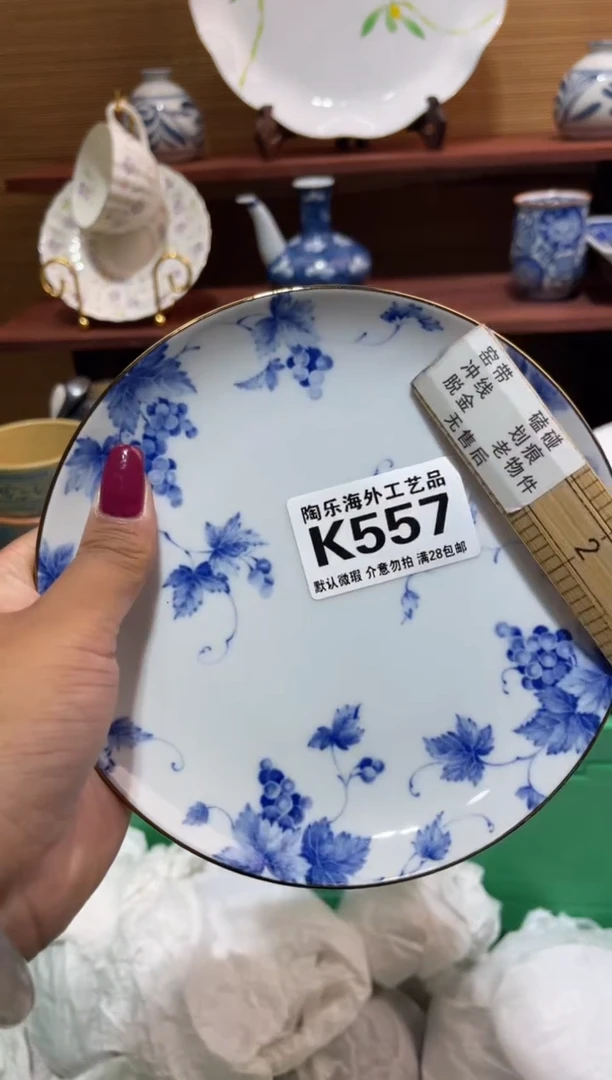 陶乐海外工艺品
K557
默认微瑕 介意勿拍 满28包邮
窑带 磕碰
冲线 划痕
脱金 老物件
无售后
2